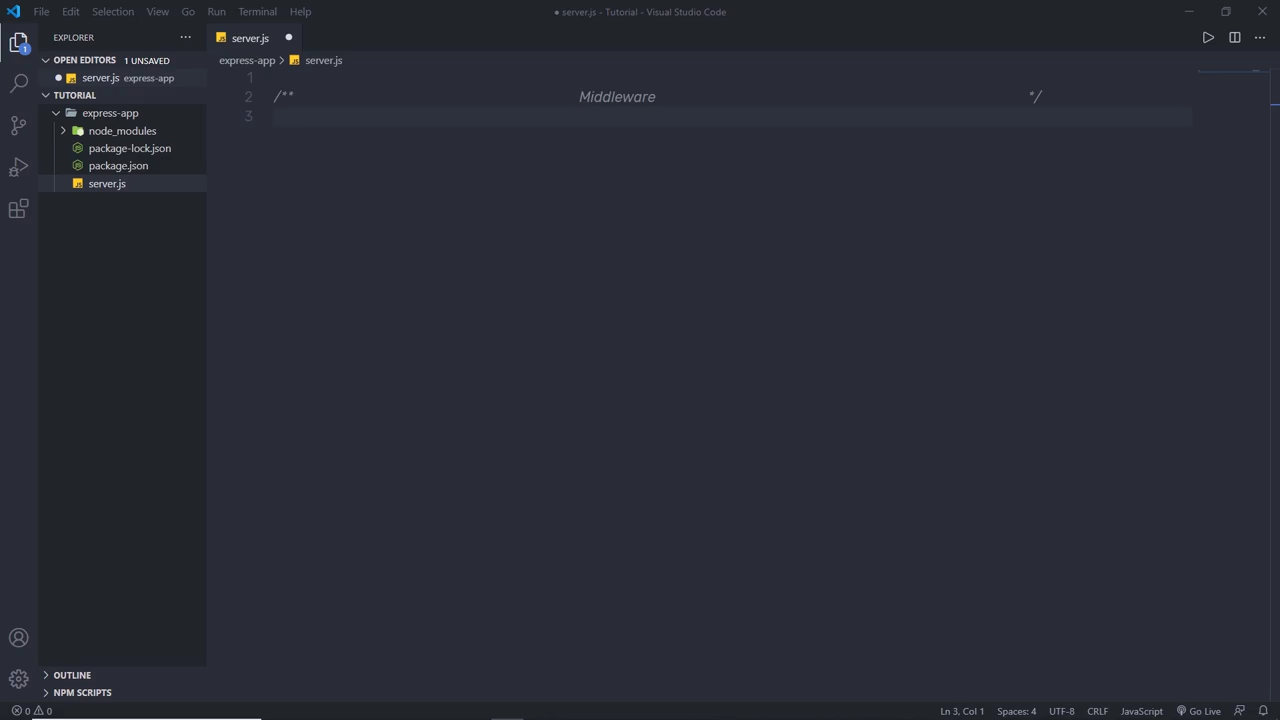 File Edit Selection View Go Run Terminal Help
● server.js - Tutorial - Visual Studio Code
EXPLORER
OPEN EDITORS 1 UNSAVED
server.js express-app
TUTORIAL
express-app
node_modules
package-lock.json
package.json
server.js
OUTLINE
NPM SCRIPTS
1
server.js
express-app > server.js
1
2 /** Middleware */
3
0 0
Ln 3, Col 1 Spaces: 4 UTF-8 CRLF JavaScript Go Live